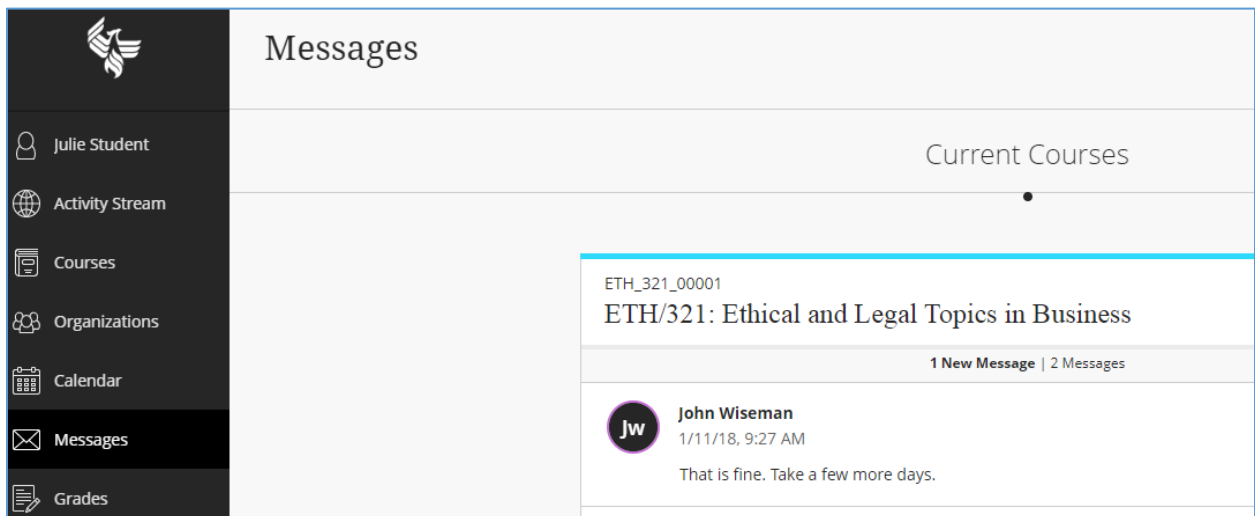 Messages
Julie Student
Activity Stream
Courses
Organizations
Calendar
Messages
Grades
Current Courses
ETH_321_00001
ETH/321: Ethical and Legal Topics in Business
1 New Message | 2 Messages
Jw
John Wiseman
1/11/18, 9:27 AM
That is fine. Take a few more days.